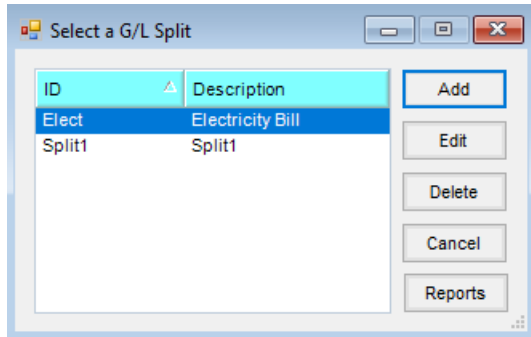 Select a G/L Split
ID Description
Elect Electricity Bill
Split1 Split1
Add
Edit
Delete
Cancel
Reports